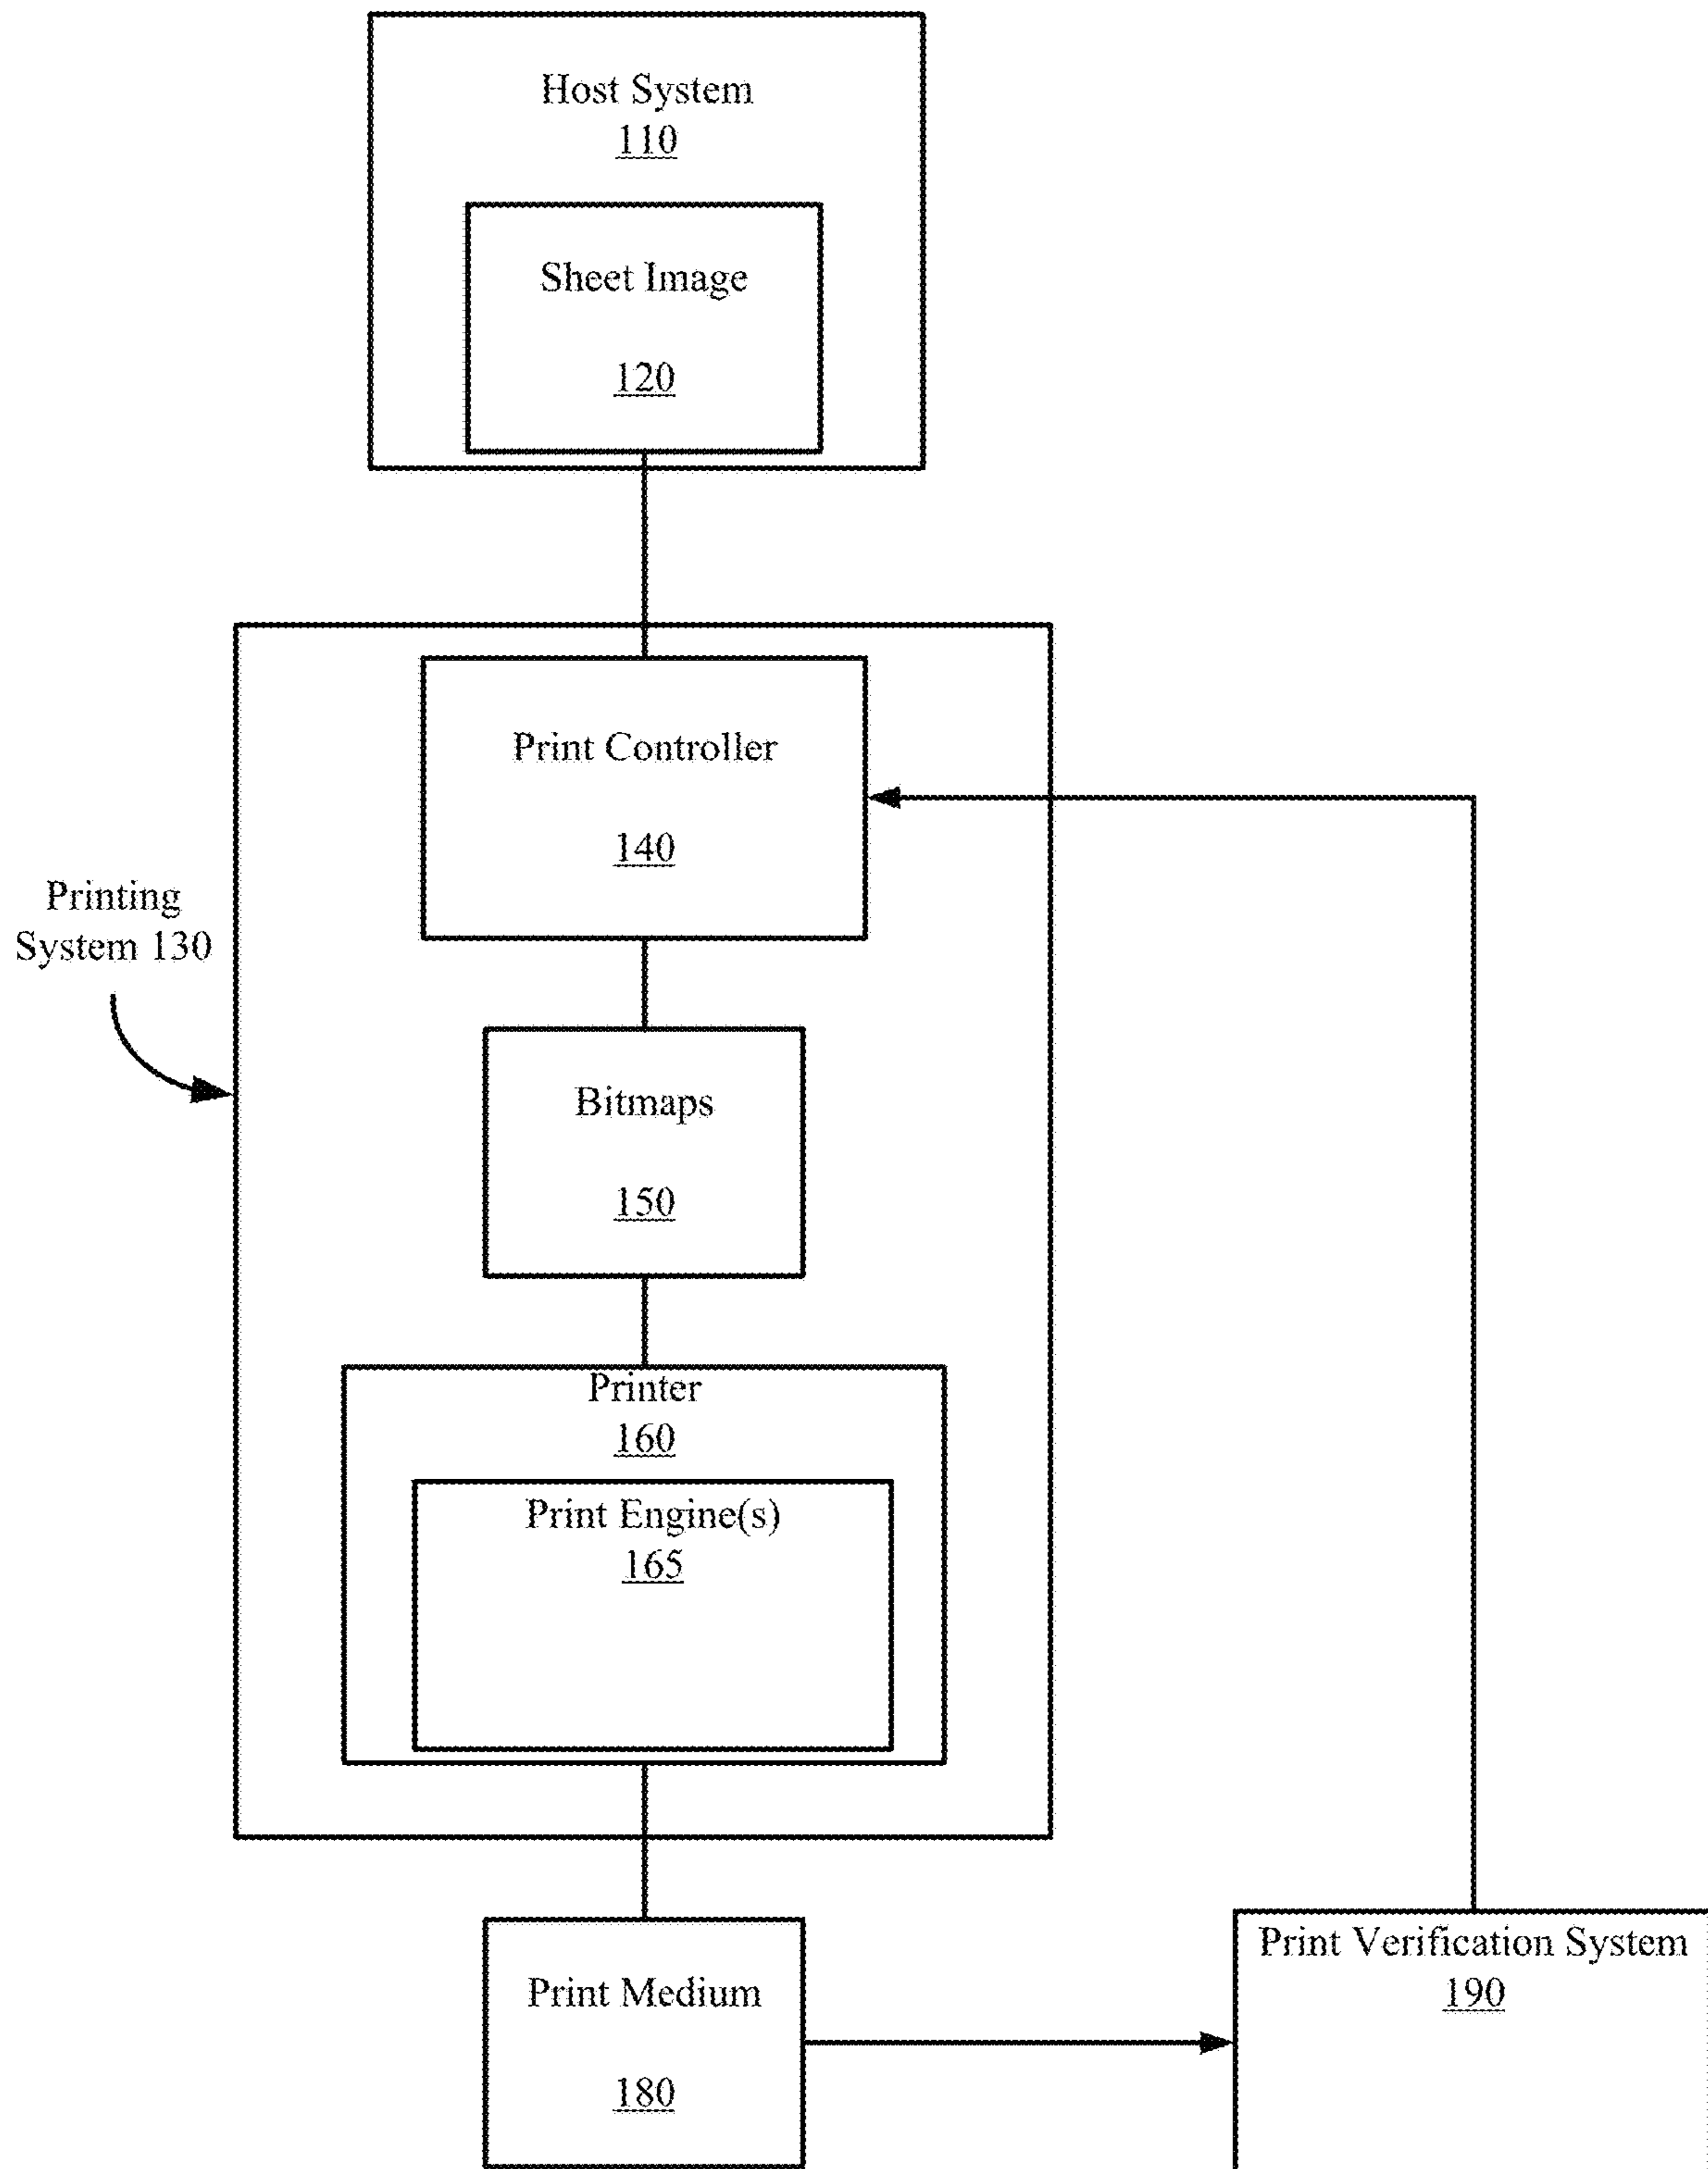 Host System
110
Sheet Image
120
Print Controller
140
Printing
System 130
Bitmaps
150
Printer
160
Print Engine(s)
165
Print Medium
180
Print Verification System
190